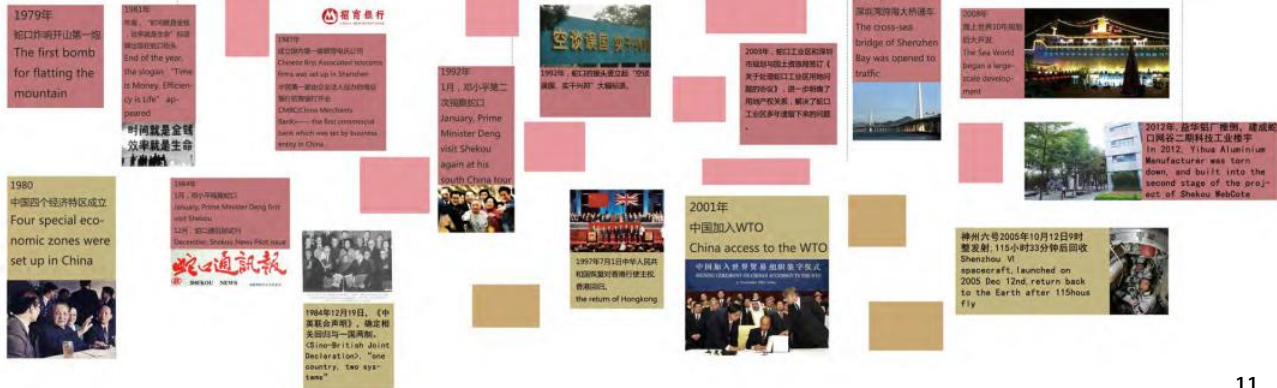 1979年
蛇口炸响开山第一炮
The first bomb
for flatting the
mountain
1981年
年底，“时间就是金钱
，效率就是生命”标语
牌出现在蛇口街头
End of the year,
the slogan “Time
is Money, Efficien-
cy is Life” ap-
peared
时间就是金钱
效率就是生命
招商银行
CHINA MERCHANTS BANK
1987年
Chinese first Associated telecoms
firms was set up in Shenzhen
CMBC(China Merchants
Bank)——the first commercial
bank which was set by business
entity in China
1992年
1月，邓小平第二
次视察蛇口
January, Prime
Minister Deng
visit Shekou
again at his
south China tour
空谈误国 实干兴邦
1992年，蛇口的接头竖立起“空谈
误国，实干兴邦”大幅标语。
2003年，蛇口工业区和深圳
市规划与国土资源局签订《
关于处理蛇口工业区用地问
题的协议》，进一步明确了
用地产权关系，解决了蛇口
工业区多年遗留下来的问题
。
深圳湾跨海大桥通车
The cross-sea
bridge of Shenzhen
Bay was opened to
traffic
2008年
The Sea World
began a large-
scale develop-
ment
2012年，益华铝厂推倒，建成蛇
口网谷二期科技工业楼宇
In 2012, Yihua Aluminium
Manufacturer was torn
down, and built into the
second stage of the proj-
ect of Shekou WebCote
1980
中国四个经济特区成立
Four special eco-
nomic zones were
set up in China
1984年
1月，邓小平视察蛇口
January, Prime Minister Deng first
visit Shekou
12月，蛇口通讯报试刊
December, Shekou News Pilot issue
蛇口通訊報
SHEKOU NEWS
1984年12月19日，《中
英联合声明》，确定相
关回归与一国两制。
<Sino-British Joint
Declaration>, “one
country, two sys-
tems”
1997年7月1日中华人民共
和国恢复对香港行使主权，
香港回归。
the return of Hongkong
2001年
中国加入WTO
China access to the WTO
中国加入世界贸易组织签字仪式
神州六号2005年10月12日9时
整发射，115小时33分钟后回收
Shenzhou VI
spacecraft, launched on
2005 Dec 12nd, return back
to the Earth after 115hous
fly
11